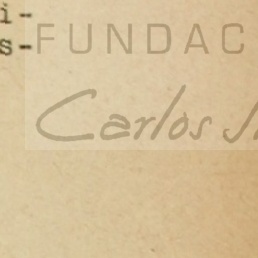 i-
s-
FUNDAC
Carlos J